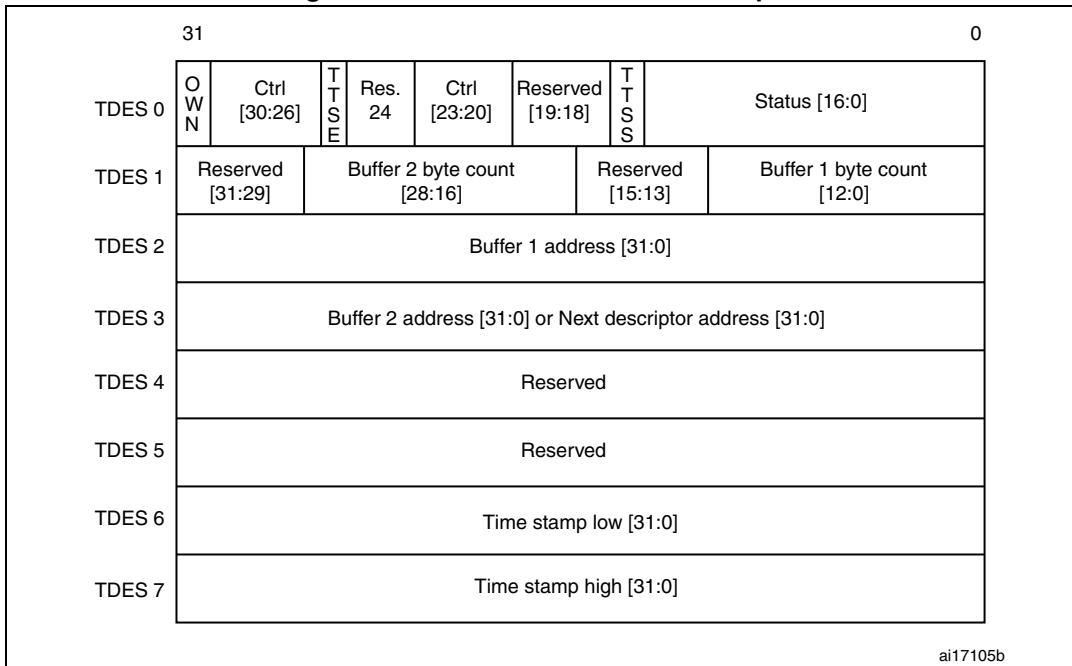 31 0
TDES 0
OWN
Ctrl
[30:26]
TTSE
Res.
24
Ctrl
[23:20]
Reserved
[19:18]
TTSS
Status [16:0]
TDES 1
Reserved
[31:29]
Buffer 2 byte count
[28:16]
Reserved
[15:13]
Buffer 1 byte count
[12:0]
TDES 2
Buffer 1 address [31:0]
TDES 3
Buffer 2 address [31:0] or Next descriptor address [31:0]
TDES 4
Reserved
TDES 5
Reserved
TDES 6
Time stamp low [31:0]
TDES 7
Time stamp high [31:0]
ai17105b